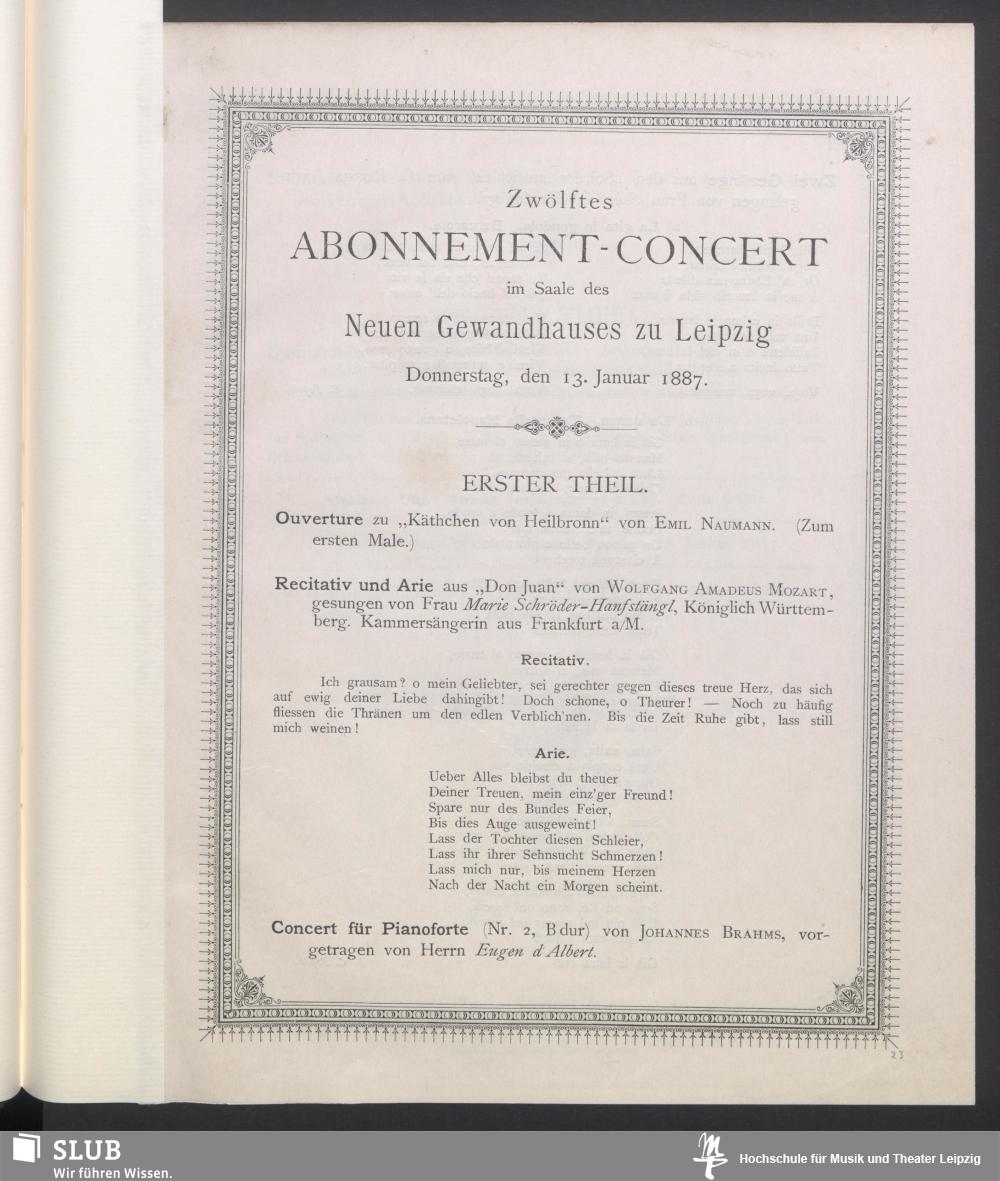 Zwölftes
ABONNEMENT-CONCERT
im Saale des
Neuen Gewandhauses zu Leipzig
Donnerstag, den 13. Januar 1887.
ERSTER THEIL.
Ouverture zu „Käthchen von Heilbronn“ von EMIL NAUMANN. (Zum
ersten Male.)
Recitativ und Arie aus „Don Juan“ von WOLFGANG AMADEUS MOZART,
gesungen von Frau Marie Schröder-Hanfstängl, Königlich Württem-
berg. Kammersängerin aus Frankfurt a/M.
Recitativ.
Ich grausam? o mein Geliebter, sei gerechter gegen dieses treue Herz, das sich
auf ewig deiner Liebe dahingibt! Doch schone, o Theurer! — Noch zu häufig
fliessen die Thränen um den edlen Verblich'nen. Bis die Zeit Ruhe gibt, lass still
mich weinen!
Arie.
Ueber Alles bleibst du theuer
Deiner Treuen, mein einz'ger Freund!
Spare nur des Bundes Feier,
Bis dies Auge ausgeweint!
Lass der Tochter diesen Schleier,
Lass ihr ihrer Sehnsucht Schmerzen!
Lass mich nur, bis meinem Herzen
Nach der Nacht ein Morgen scheint.
Concert für Pianoforte (Nr. 2, B dur) von JOHANNES BRAHMS, vor-
getragen von Herrn Eugen d'Albert.
23
SLUB
Wir führen Wissen.
Hochschule für Musik und Theater Leipzig